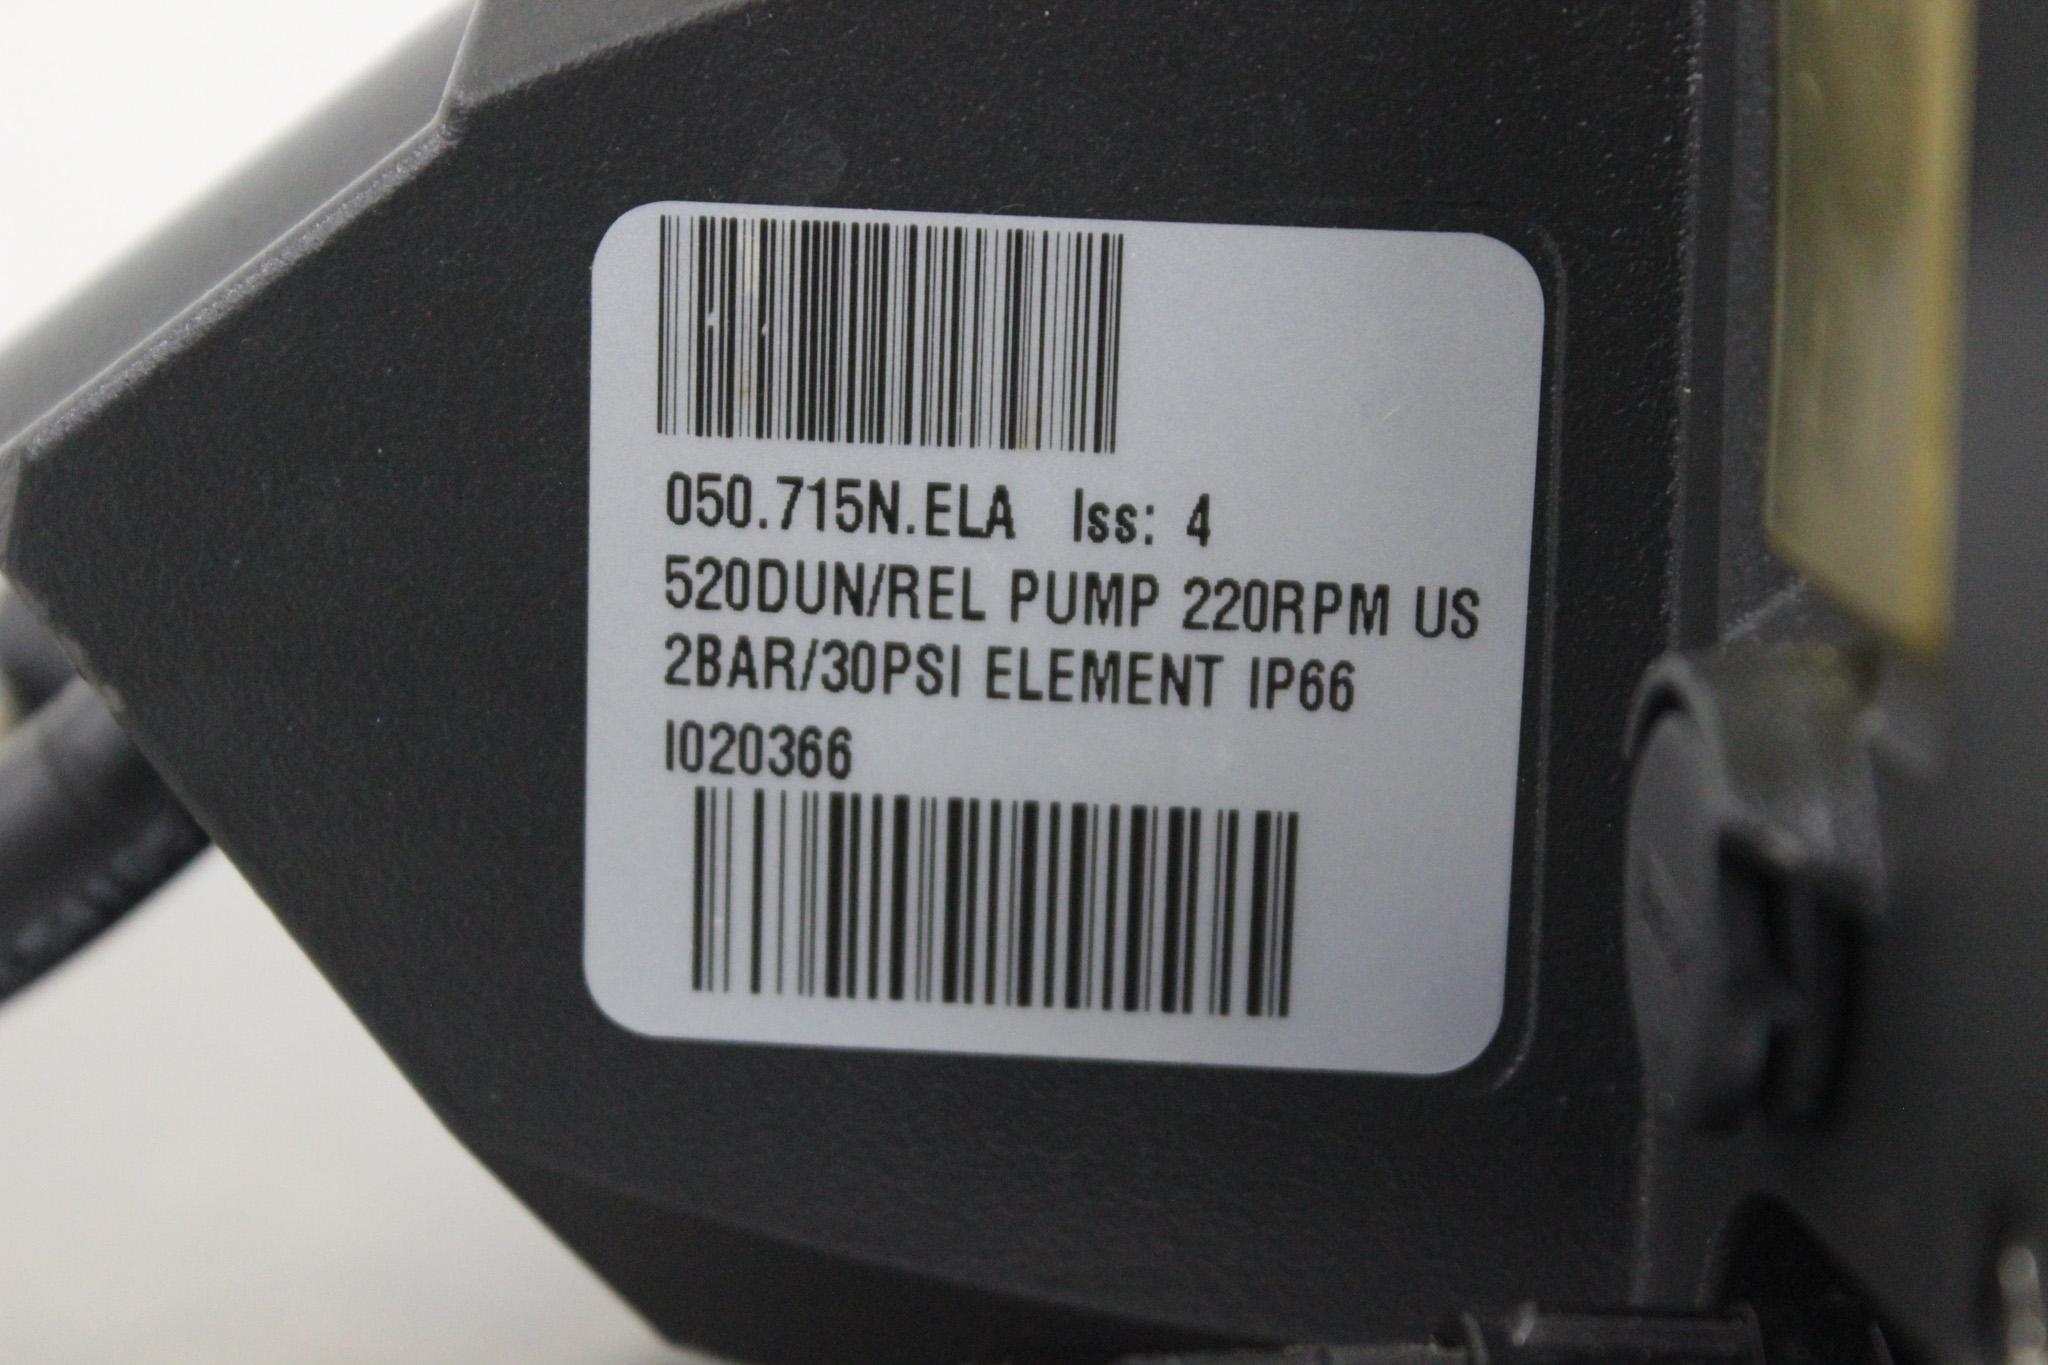 050.715N.ELA Iss: 4
520DUN/REL PUMP 220RPM US
2BAR/30PSI ELEMENT IP66
I020366